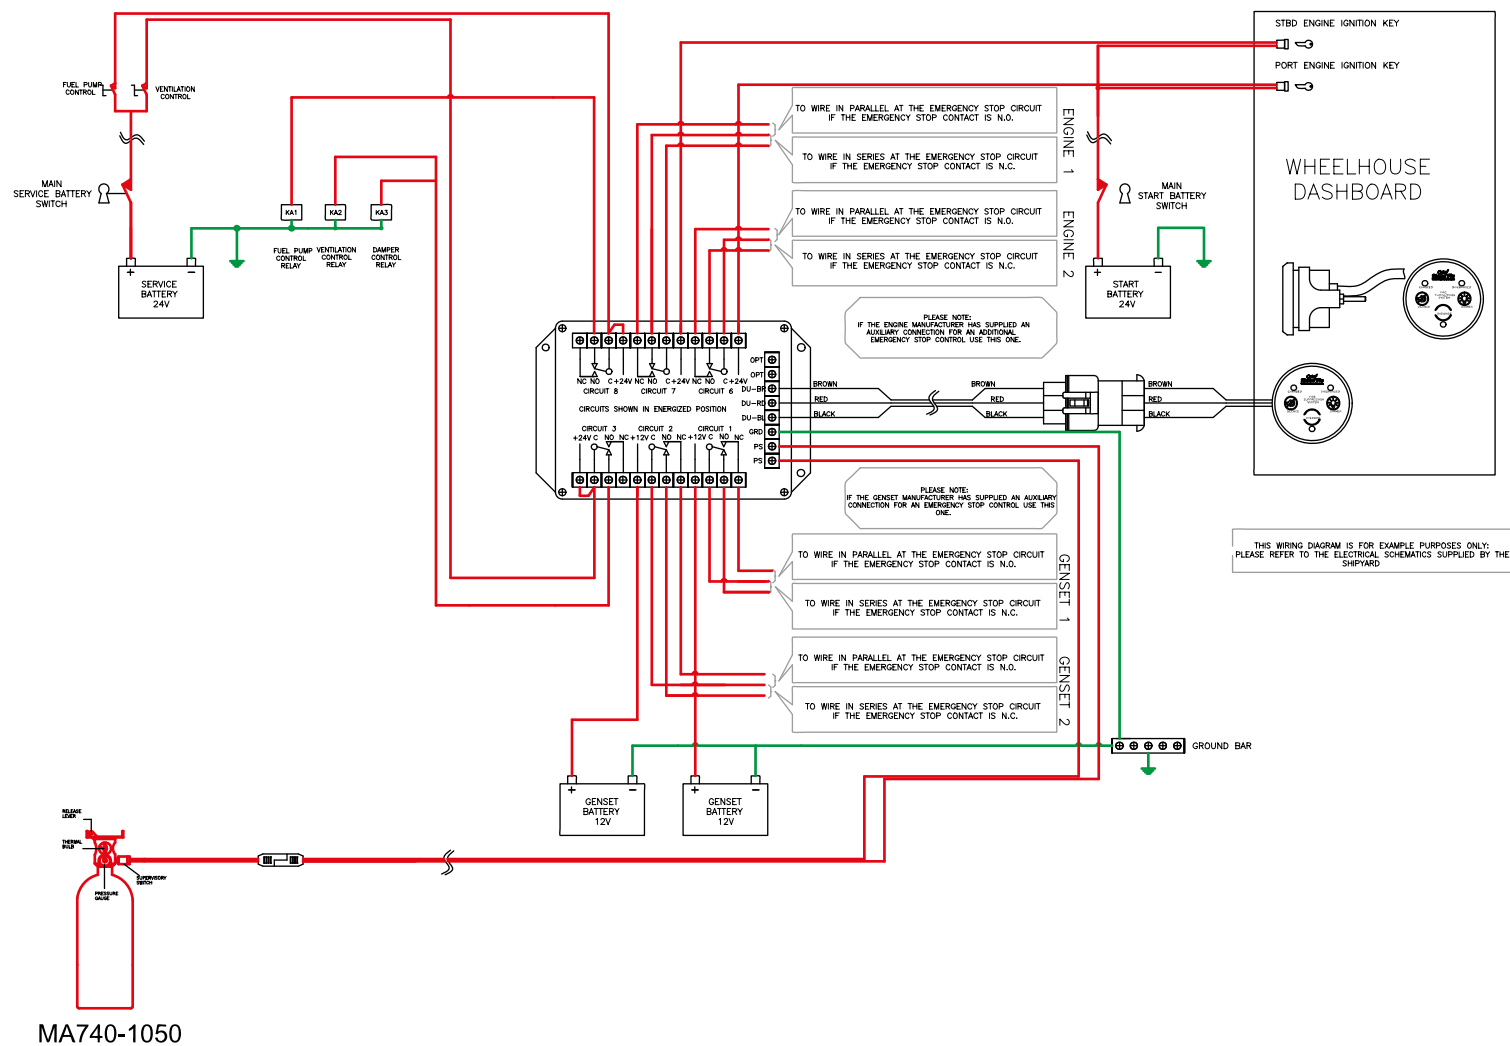 STBD ENGINE IGNITION KEY
PORT ENGINE IGNITION KEY
WHEELHOUSE
DASHBOARD
FUEL PUMP
CONTROL
VENTILATION
CONTROL
MAIN
SERVICE BATTERY
SWITCH
SERVICE
BATTERY
24V
+
−
KA1
KA2
KA3
FUEL PUMP
CONTROL
RELAY
VENTILATION
CONTROL
RELAY
DAMPER
CONTROL
RELAY
TO WIRE IN PARALLEL AT THE EMERGENCY STOP CIRCUIT
IF THE EMERGENCY STOP CONTACT IS N.O.
TO WIRE IN SERIES AT THE EMERGENCY STOP CIRCUIT
IF THE EMERGENCY STOP CONTACT IS N.C.
ENGINE 1
TO WIRE IN PARALLEL AT THE EMERGENCY STOP CIRCUIT
IF THE EMERGENCY STOP CONTACT IS N.O.
TO WIRE IN SERIES AT THE EMERGENCY STOP CIRCUIT
IF THE EMERGENCY STOP CONTACT IS N.C.
ENGINE 2
MAIN
START BATTERY
SWITCH
START
BATTERY
24V
+
−
PLEASE NOTE:
IF THE ENGINE MANUFACTURER HAS SUPPLIED AN
AUXILIARY CONNECTION FOR AN ADDITIONAL
EMERGENCY STOP CONTROL USE THIS ONE.
NC NO C +24V NC NO C +24V NC NO C +24V
CIRCUIT 8
CIRCUIT 7
CIRCUIT 6
CIRCUITS SHOWN IN ENERGIZED POSITION
CIRCUIT 3
CIRCUIT 2
CIRCUIT 1
+24V C NO NC +12V C NO NC +12V C NO NC
OPT
OPT
DU-BR
DU-RD
DU-BL
GRD
PS
PS
BROWN
RED
BLACK
BROWN
RED
BLACK
BROWN
RED
BLACK
PLEASE NOTE:
IF THE GENSET MANUFACTURER HAS SUPPLIED AN AUXILIARY
CONNECTION FOR AN EMERGENCY STOP CONTROL USE THIS
ONE.
TO WIRE IN PARALLEL AT THE EMERGENCY STOP CIRCUIT
IF THE EMERGENCY STOP CONTACT IS N.O.
TO WIRE IN SERIES AT THE EMERGENCY STOP CIRCUIT
IF THE EMERGENCY STOP CONTACT IS N.C.
GENSET 1
TO WIRE IN PARALLEL AT THE EMERGENCY STOP CIRCUIT
IF THE EMERGENCY STOP CONTACT IS N.O.
TO WIRE IN SERIES AT THE EMERGENCY STOP CIRCUIT
IF THE EMERGENCY STOP CONTACT IS N.C.
GENSET 2
THIS WIRING DIAGRAM IS FOR EXAMPLE PURPOSES ONLY:
PLEASE REFER TO THE ELECTRICAL SCHEMATICS SUPPLIED BY THE
SHIPYARD
GROUND BAR
+
−
GENSET
BATTERY
12V
+
−
GENSET
BATTERY
12V
RELEASE
LEVER
THERMAL
BULB
SUPERVISORY
SWITCH
PRESSURE
GAUGE
MA740-1050